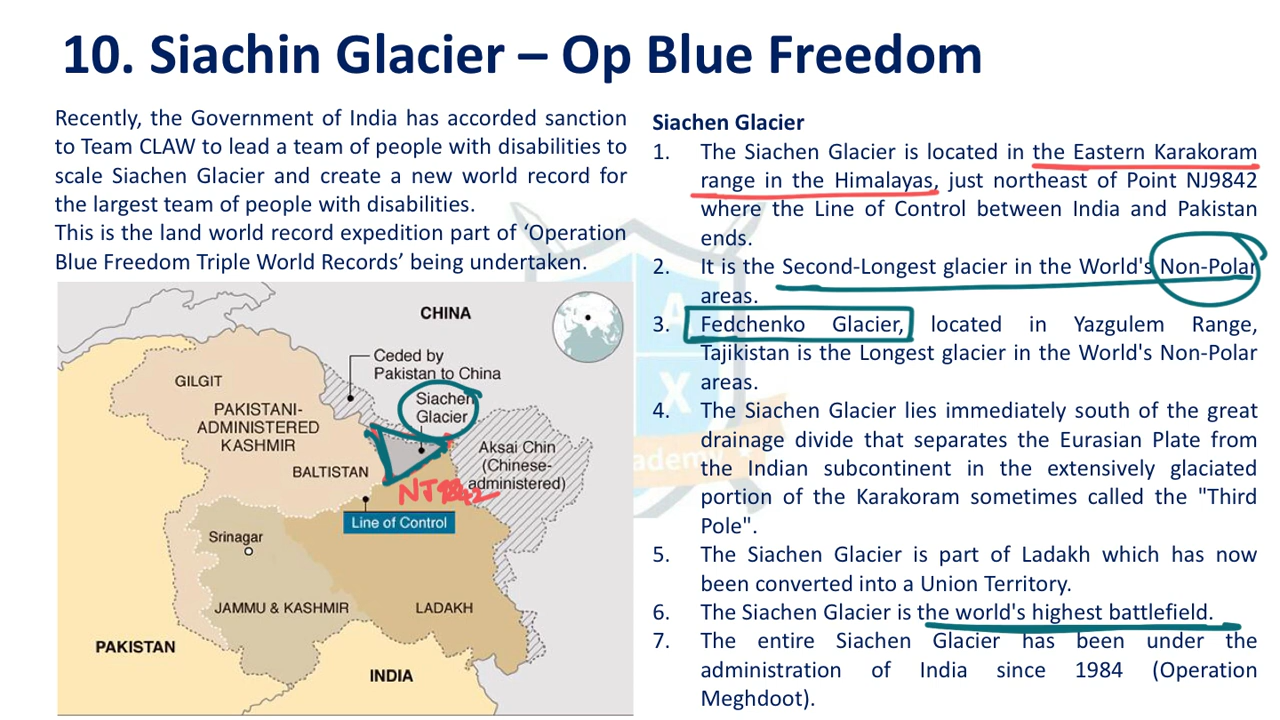 10. Siachin Glacier – Op Blue Freedom
Recently, the Government of India has accorded sanction
to Team CLAW to lead a team of people with disabilities to
scale Siachen Glacier and create a new world record for
the largest team of people with disabilities.
This is the land world record expedition part of ‘Operation
Blue Freedom Triple World Records’ being undertaken.
CHINA
Ceded by
Pakistan to China
Siachen
Glacier
GILGIT
PAKISTANI-
ADMINISTERED
KASHMIR
Aksai Chin
(Chinese-
administered)
BALTISTAN
NJ9842
Line of Control
Srinagar
JAMMU & KASHMIR
LADAKH
PAKISTAN
INDIA
Siachen Glacier
1. The Siachen Glacier is located in the Eastern Karakoram
range in the Himalayas, just northeast of Point NJ9842
where the Line of Control between India and Pakistan
ends.
2. It is the Second-Longest glacier in the World's Non-Polar
areas.
3. Fedchenko Glacier, located in Yazgulem Range,
Tajikistan is the Longest glacier in the World's Non-Polar
areas.
4. The Siachen Glacier lies immediately south of the great
drainage divide that separates the Eurasian Plate from
the Indian subcontinent in the extensively glaciated
portion of the Karakoram sometimes called the "Third
Pole".
5. The Siachen Glacier is part of Ladakh which has now
been converted into a Union Territory.
6. The Siachen Glacier is the world's highest battlefield.
7. The entire Siachen Glacier has been under the
administration of India since 1984 (Operation
Meghdoot).